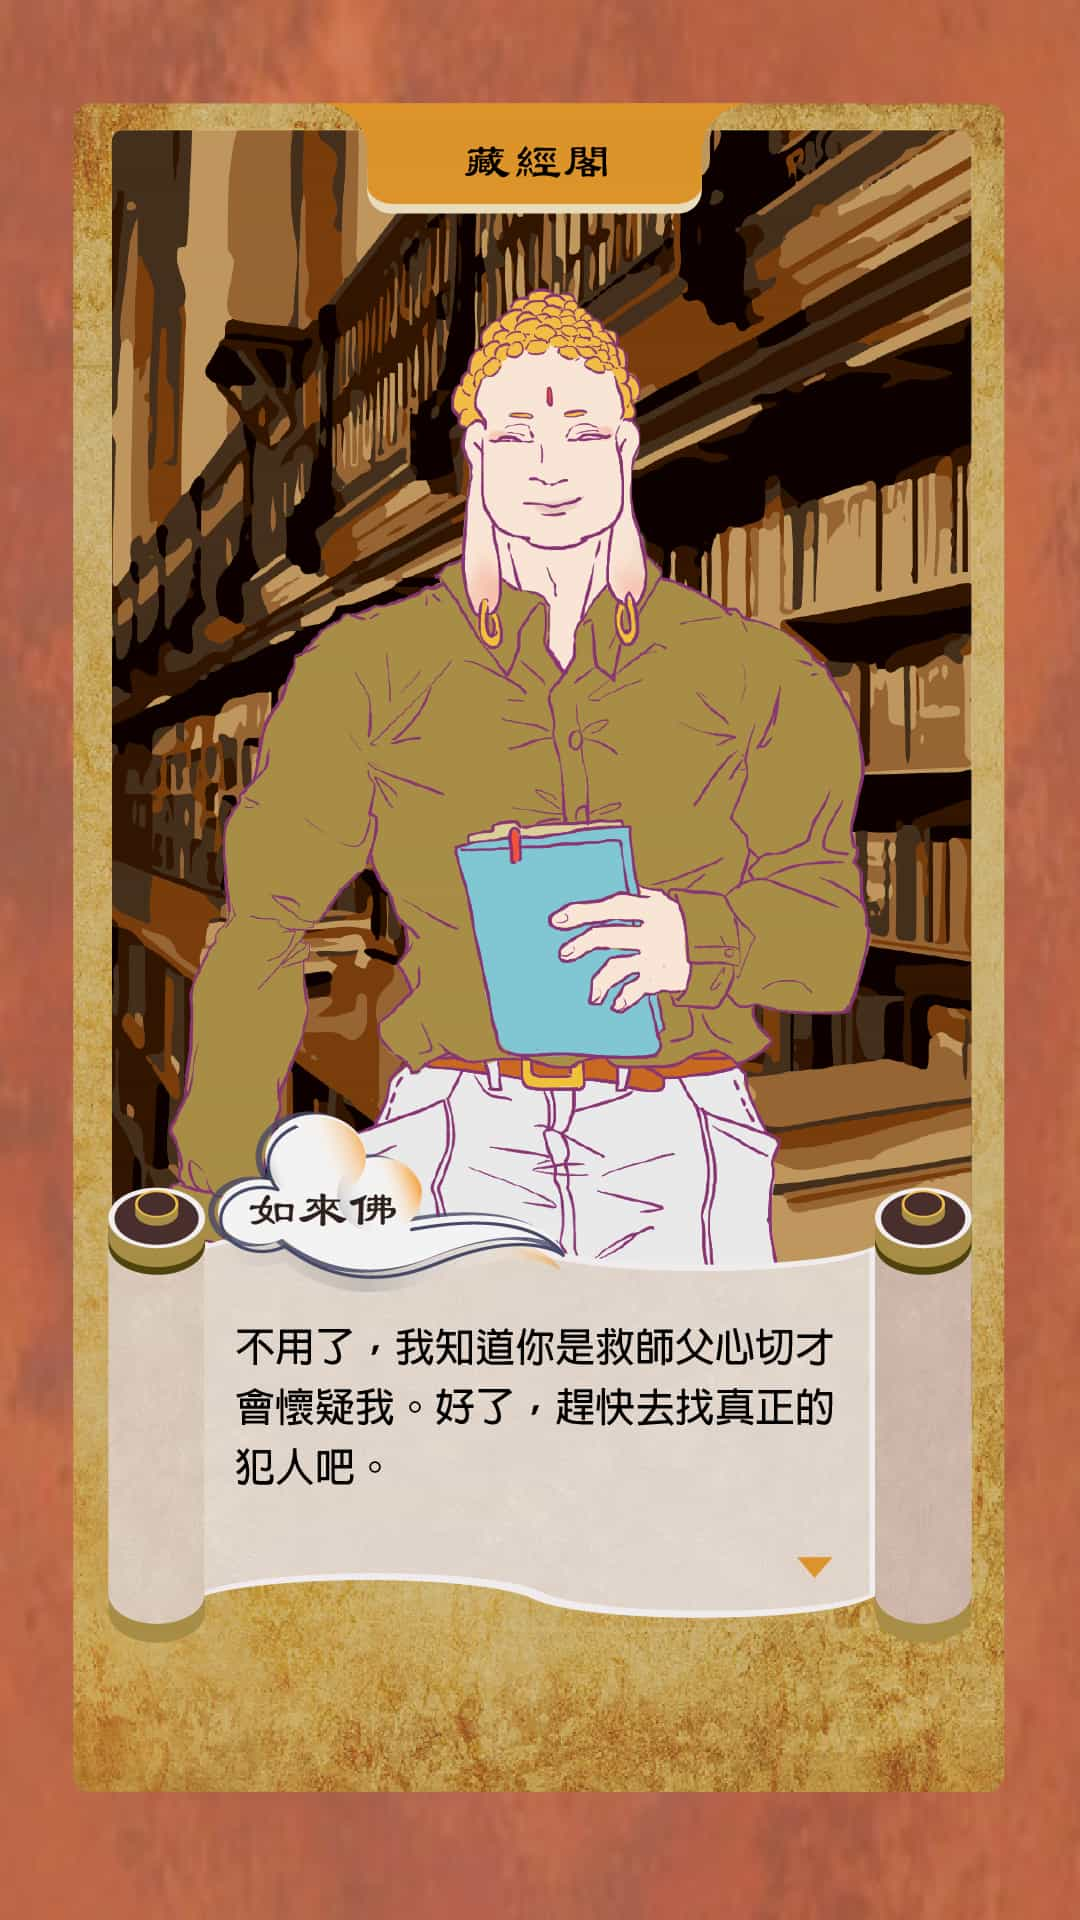 藏經閣
如來佛
不用了，我知道你是救師父心切才
會懷疑我。好了，趕快去找真正的
犯人吧。